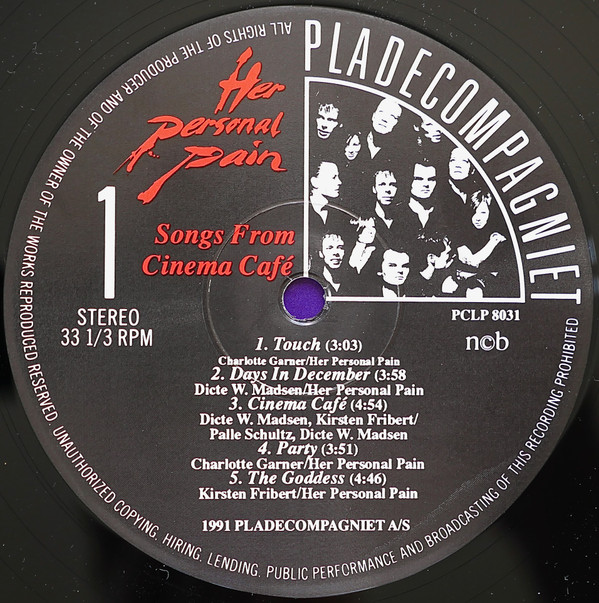 Her
Personal
Pain
Songs From
Cinema Café
1
STEREO
33 1/3 RPM
PLADECOMPAGNIET
PCLP 8031
n©b
1. Touch (3:03)
Charlotte Garner/Her Personal Pain
2. Days In December (3:58
Dicte W. Madsen/Her Personal Pain
3. Cinema Café (4:54)
Dicte W. Madsen, Kirsten Fribert/
Palle Schultz, Dicte W. Madsen
4. Party (3:51)
Charlotte Garner/Her Personal Pain
5. The Goddess (4:46)
Kirsten Fribert/Her Personal Pain
1991 PLADECOMPAGNIET A/S
ALL RIGHTS OF THE PRODUCER AND OF THE OWNER OF THE WORKS REPRODUCED RESERVED. UNAUTHORIZED COPYING, HIRING, LENDING, PUBLIC PERFORMANCE AND BROADCASTING OF THIS RECORDING PROHIBITED